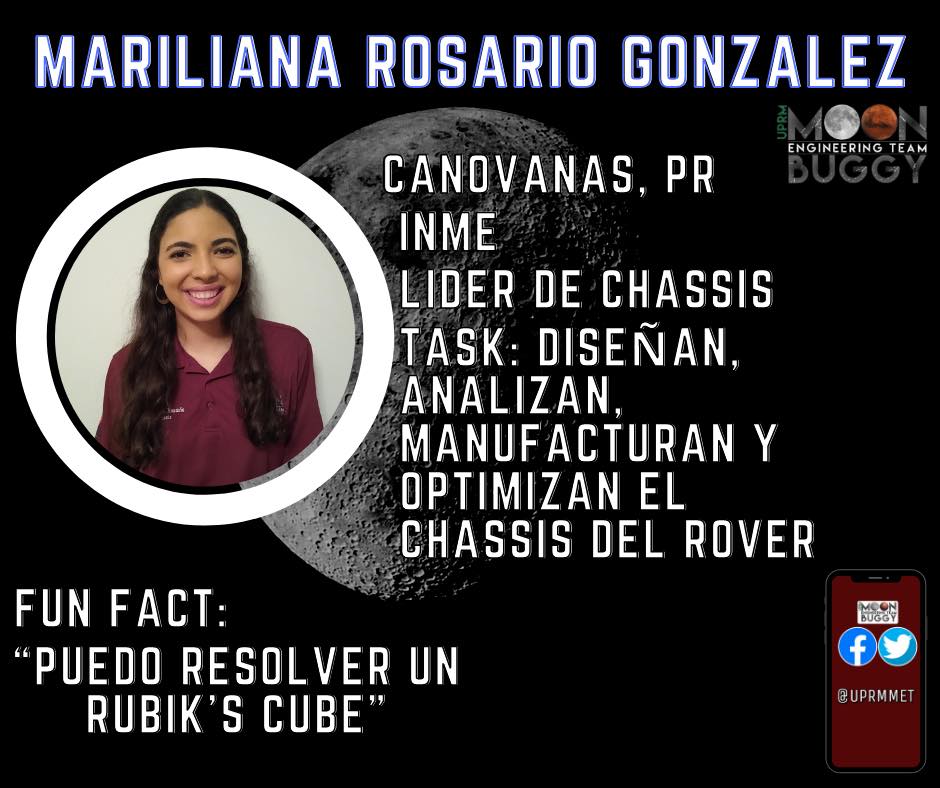 MARILIANA ROSARIO GONZALEZ
UPRM
MOON
ENGINEERING TEAM
BUGGY
CANOVANAS, PR
INME
LIDER DE CHASSIS
TASK: DISEÑAN,
ANALIZAN,
MANUFACTURAN Y
OPTIMIZAN EL
CHASSIS DEL ROVER
FUN FACT:
“PUEDO RESOLVER UN
RUBIK'S CUBE”
MOON
ENGINEERING TEAM
BUGGY
@UPRMMET